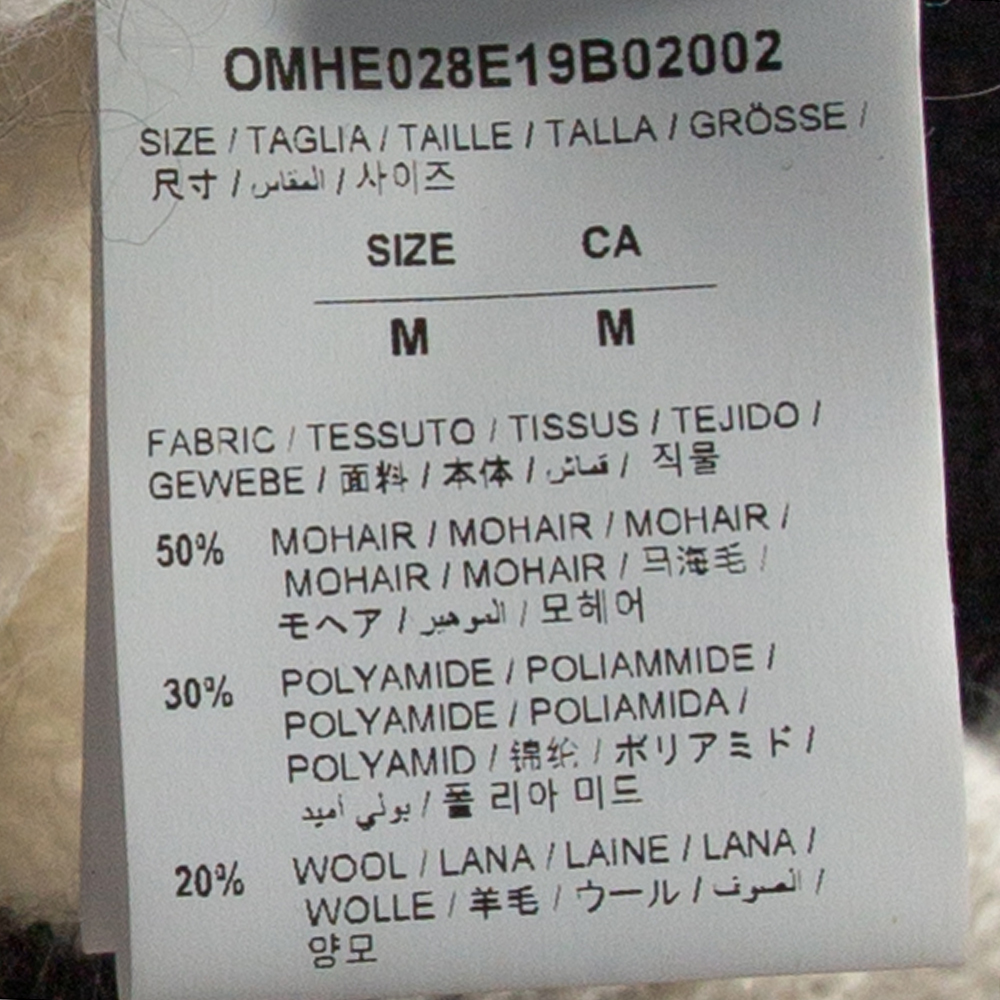 OMHE028E19B02002
SIZE / TAGLIA / TAILLE / TALLA / GRÖSSE /
尺寸 / المقاس / 사이즈
SIZE CA
M M
FABRIC / TESSUTO / TISSUS / TEJIDO /
GEWEBE / 面料 / 本体 / قماش / 직물
50% MOHAIR / MOHAIR / MOHAIR /
MOHAIR / MOHAIR / 马海毛 /
モヘア / الموهير / 모헤어
30% POLYAMIDE / POLIAMMIDE /
POLYAMIDE / POLIAMIDA /
POLYAMID / 锦纶 / ポリアミド /
بولي أميد / 폴 리아 미드
20% WOOL / LANA / LAINE / LANA /
WOLLE / 羊毛 / ウール / الصوف /
양모